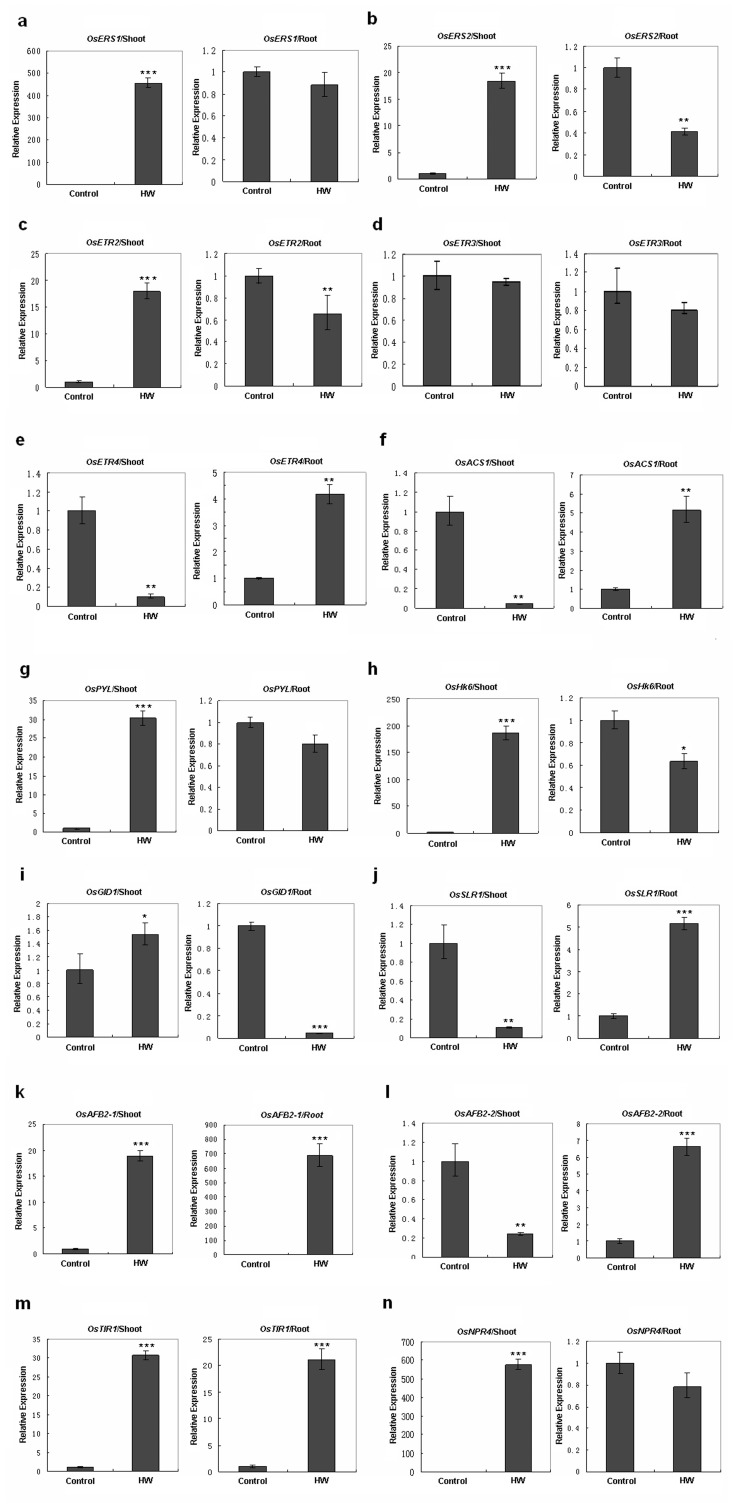 a
OsERS1/Shoot
Relative Expression
600
500
400
300
200
100
0
***
Control HW
OsERS1/Root
Relative Expression
1.2
1
0.8
0.6
0.4
0.2
0
Control HW
b
OsERS2/Shoot
Relative Expression
25
20
15
10
5
0
***
Control HW
OsERS2/Root
Relative Expression
1.2
1
0.8
0.6
0.4
0.2
0
**
Control HW
c
OsETR2/Shoot
Relative Expression
25
20
15
10
5
0
***
Control HW
OsETR2/Root
Relative Expression
1.2
1
0.8
0.6
0.4
0.2
0
**
Control HW
d
OsETR3/Shoot
Relative Expression
1.2
1
0.8
0.6
0.4
0.2
0
Control HW
OsETR3/Root
Relative Expression
1.4
1.2
1
0.8
0.6
0.4
0.2
0
Control HW
e
OsETR4/Shoot
Relative Expression
1.4
1.2
1
0.8
0.6
0.4
0.2
0
**
Control HW
OsETR4/Root
Relative Expression
5
4
3
2
1
0
**
Control HW
f
OsACS1/Shoot
Relative Expression
1.4
1.2
1
0.8
0.6
0.4
0.2
0
**
Control HW
OsACS1/Root
Relative Expression
7
6
5
4
3
2
1
0
**
Control HW
g
OsPYL/Shoot
Relative Expression
35
30
25
20
15
10
5
0
***
Control HW
OsPYL/Root
Relative Expression
1.2
1
0.8
0.6
0.4
0.2
0
Control HW
h
OsHk6/Shoot
Relative Expression
250
200
150
100
50
0
***
Control HW
OsHk6/Root
Relative Expression
1.2
1
0.8
0.6
0.4
0.2
0
*
Control HW
i
OsGID1/Shoot
Relative Expression
2
1.8
1.6
1.4
1.2
1
0.8
0.6
0.4
0.2
0
*
Control HW
OsGID1/Root
Relative Expression
1.2
1
0.8
0.6
0.4
0.2
0
***
Control HW
j
OsSLR1/Shoot
Relative Expression
1.4
1.2
1
0.8
0.6
0.4
0.2
0
**
Control HW
OsSLR1/Root
Relative Expression
6
5
4
3
2
1
0
***
Control HW
k
OsAFB2-1/Shoot
Relative Expression
25
20
15
10
5
0
***
Control HW
OsAFB2-1/Root
Relative Expression
900
800
700
600
500
400
300
200
100
0
***
Control HW
l
OsAFB2-2/Shoot
Relative Expression
1.4
1.2
1
0.8
0.6
0.4
0.2
0
**
Control HW
OsAFB2-2/Root
Relative Expression
8
7
6
5
4
3
2
1
0
***
Control HW
m
OsTIR1/Shoot
Relative Expression
35
30
25
20
15
10
5
0
***
Control HW
OsTIR1/Root
Relative Expression
25
20
15
10
5
0
***
Control HW
n
OsNPR4/Shoot
Relative Expression
700
600
500
400
300
200
100
0
***
Control HW
OsNPR4/Root
Relative Expression
1.2
1
0.8
0.6
0.4
0.2
0
Control HW